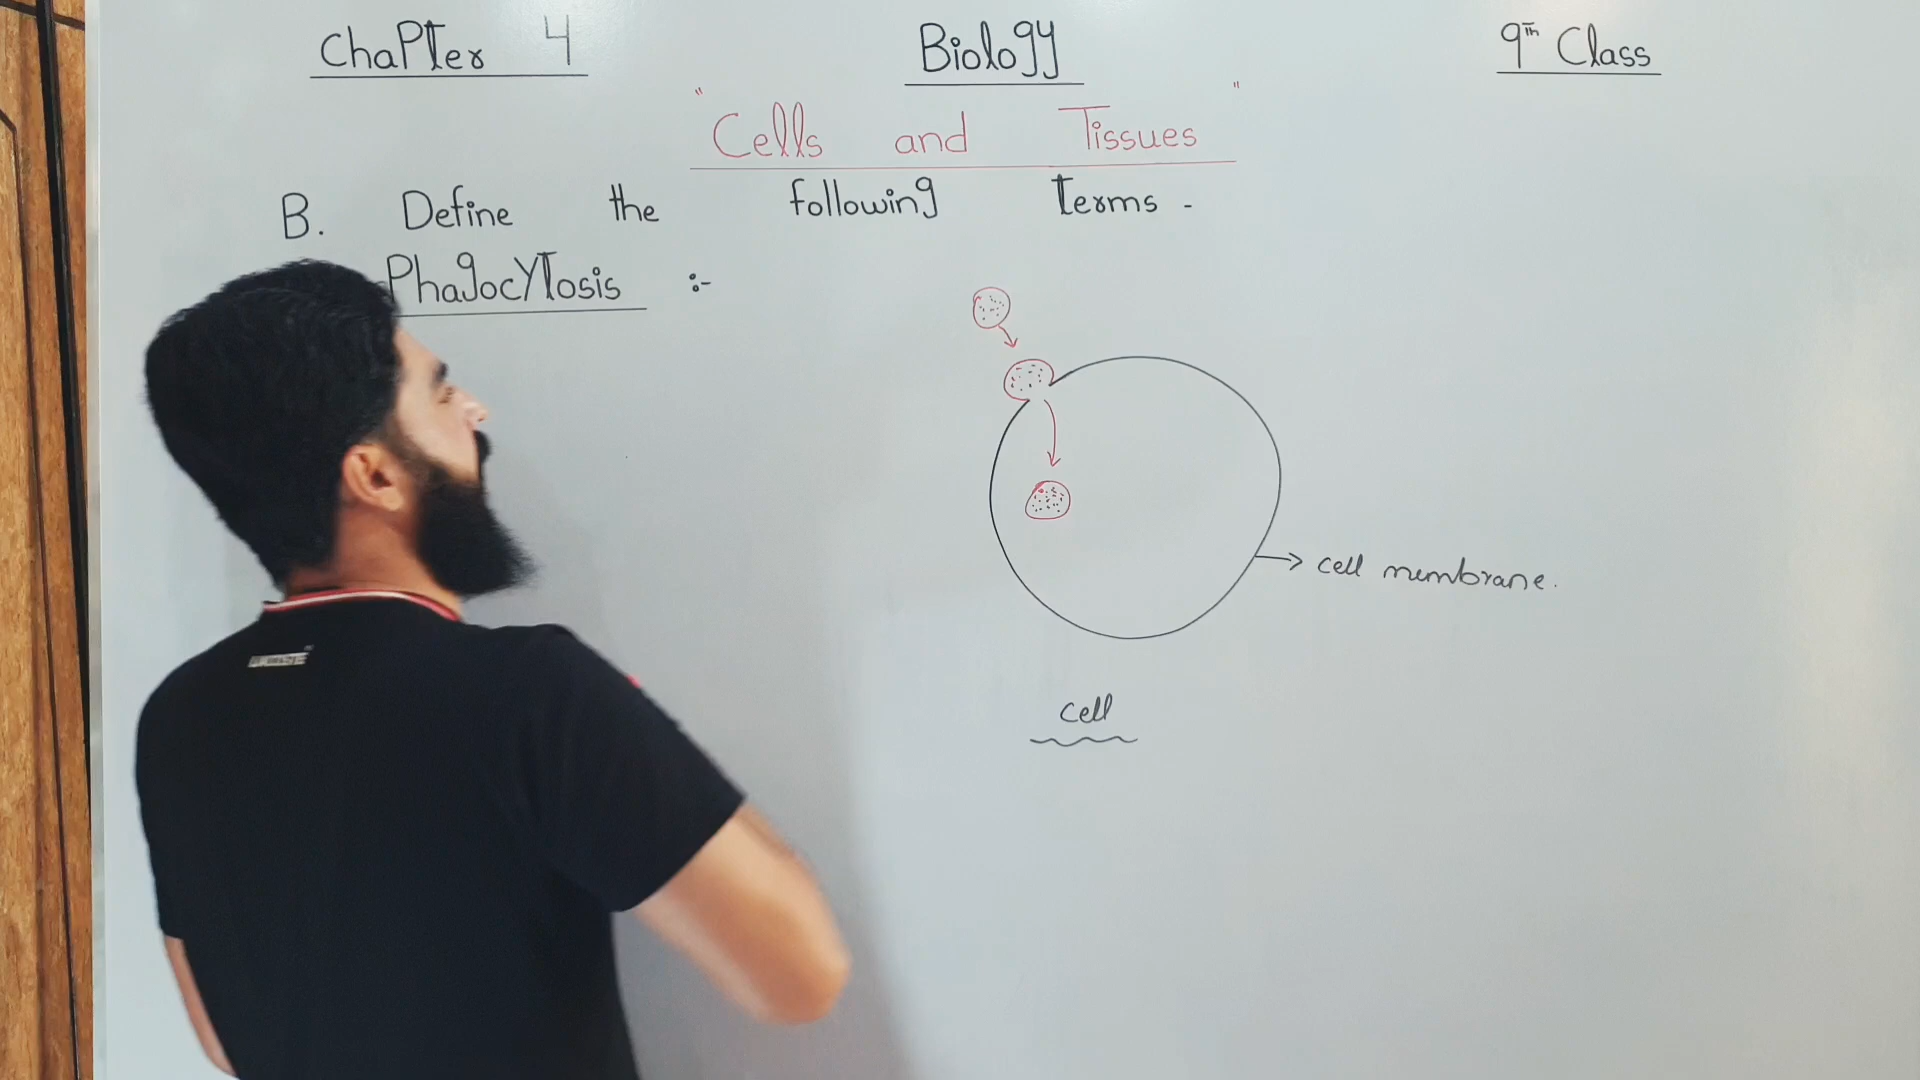 Chapter 4
Biology
9th Class
"Cells and Tissues"
B. Define the following terms -
Phagocytosis :-
cell membrane.
cell